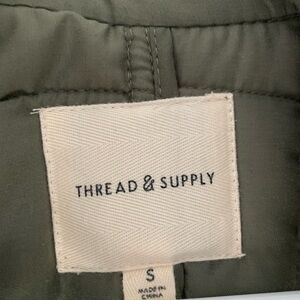 THREAD & SUPPLY
S
MADE IN
CHINA